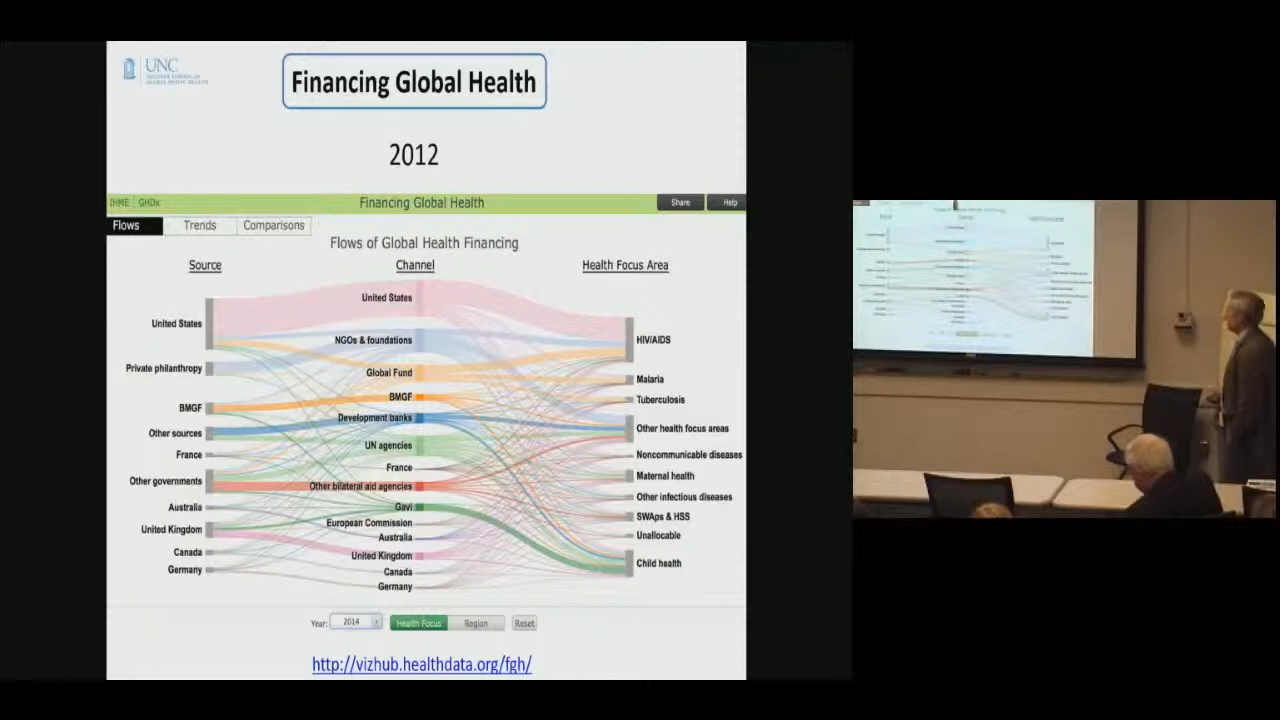 UNC
Financing Global Health
2012
IHME | GHDx
Financing Global Health
Share
Help
Flows
Trends
Comparisons
Flows of Global Health Financing
Source
Channel
Health Focus Area
United States
Private philanthropy
BMGF
Other sources
France
Other governments
Australia
United Kingdom
Canada
Germany
United States
NGOs & foundations
Global Fund
BMGF
Development banks
UN agencies
France
Other bilateral aid agencies
Gavi
European Commission
Australia
United Kingdom
Canada
Germany
HIV/AIDS
Malaria
Tuberculosis
Other health focus areas
Noncommunicable diseases
Maternal health
Other infectious diseases
SWAps & HSS
Unallocable
Child health
Year: 2014
Health Focus
Region
Reset
http://vizhub.healthdata.org/fgh/